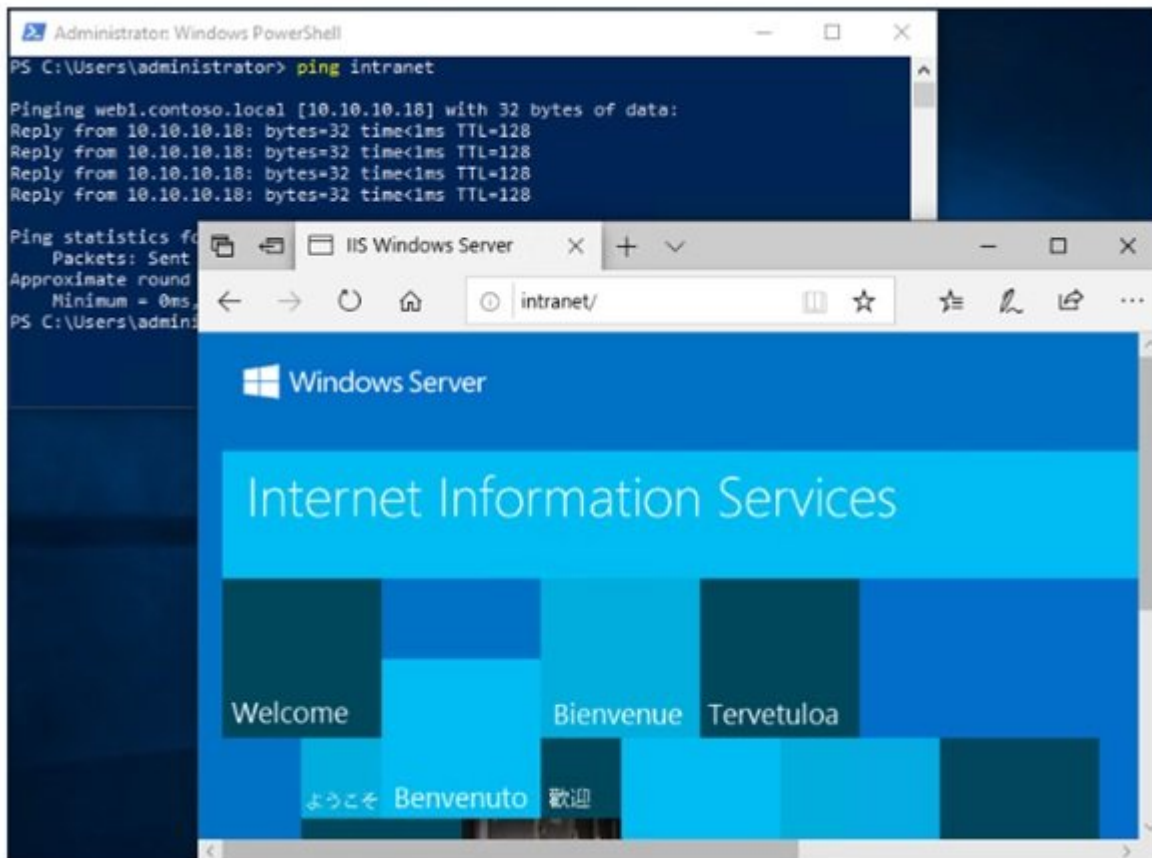 Administrator: Windows PowerShell
PS C:\Users\administrator> ping intranet
Pinging web1.contoso.local [10.10.10.18] with 32 bytes of data:
Reply from 10.10.10.18: bytes=32 time<1ms TTL=128
Reply from 10.10.10.18: bytes=32 time<1ms TTL=128
Reply from 10.10.10.18: bytes=32 time<1ms TTL=128
Reply from 10.10.10.18: bytes=32 time<1ms TTL=128
Ping statistics
Packets: Sent
Approximate round
Minimum = 0ms,
PS C:\Users\admini
IIS Windows Server
intranet/
Windows Server
Internet Information Services
Welcome
Bienvenue
Tervetuloa
ようこそ
Benvenuto
歡迎